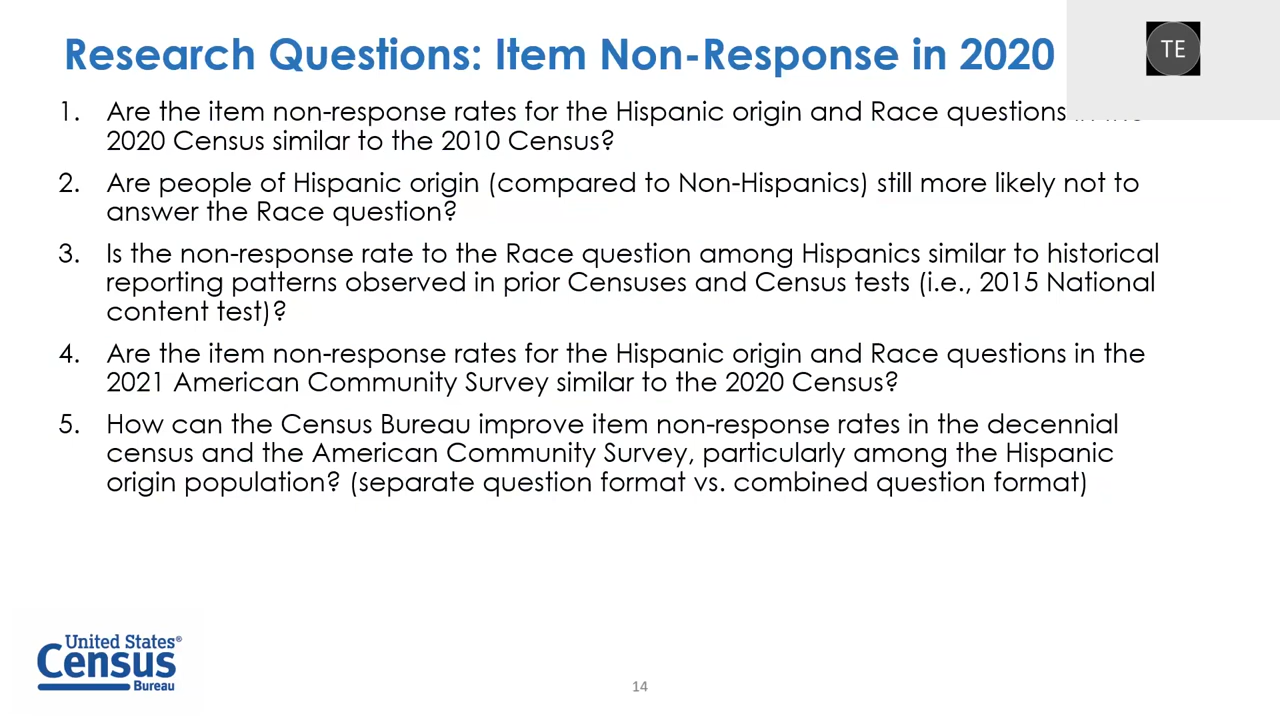 Research Questions: Item Non-Response in 2020
TE
1. Are the item non-response rates for the Hispanic origin and Race questions
2020 Census similar to the 2010 Census?
2. Are people of Hispanic origin (compared to Non-Hispanics) still more likely not to
answer the Race question?
3. Is the non-response rate to the Race question among Hispanics similar to historical
reporting patterns observed in prior Censuses and Census tests (i.e., 2015 National
content test)?
4. Are the item non-response rates for the Hispanic origin and Race questions in the
2021 American Community Survey similar to the 2020 Census?
5. How can the Census Bureau improve item non-response rates in the decennial
census and the American Community Survey, particularly among the Hispanic
origin population? (separate question format vs. combined question format)
United States®
Census
Bureau
14